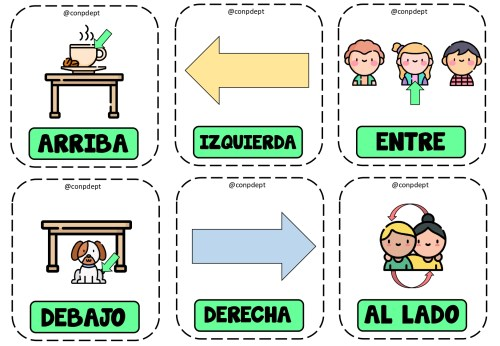 @conpdept
ARRIBA
@conpdept
IZQUIERDA
@conpdept
ENTRE
@conpdept
DEBAJO
@conpdept
DERECHA
@conpdept
AL LADO